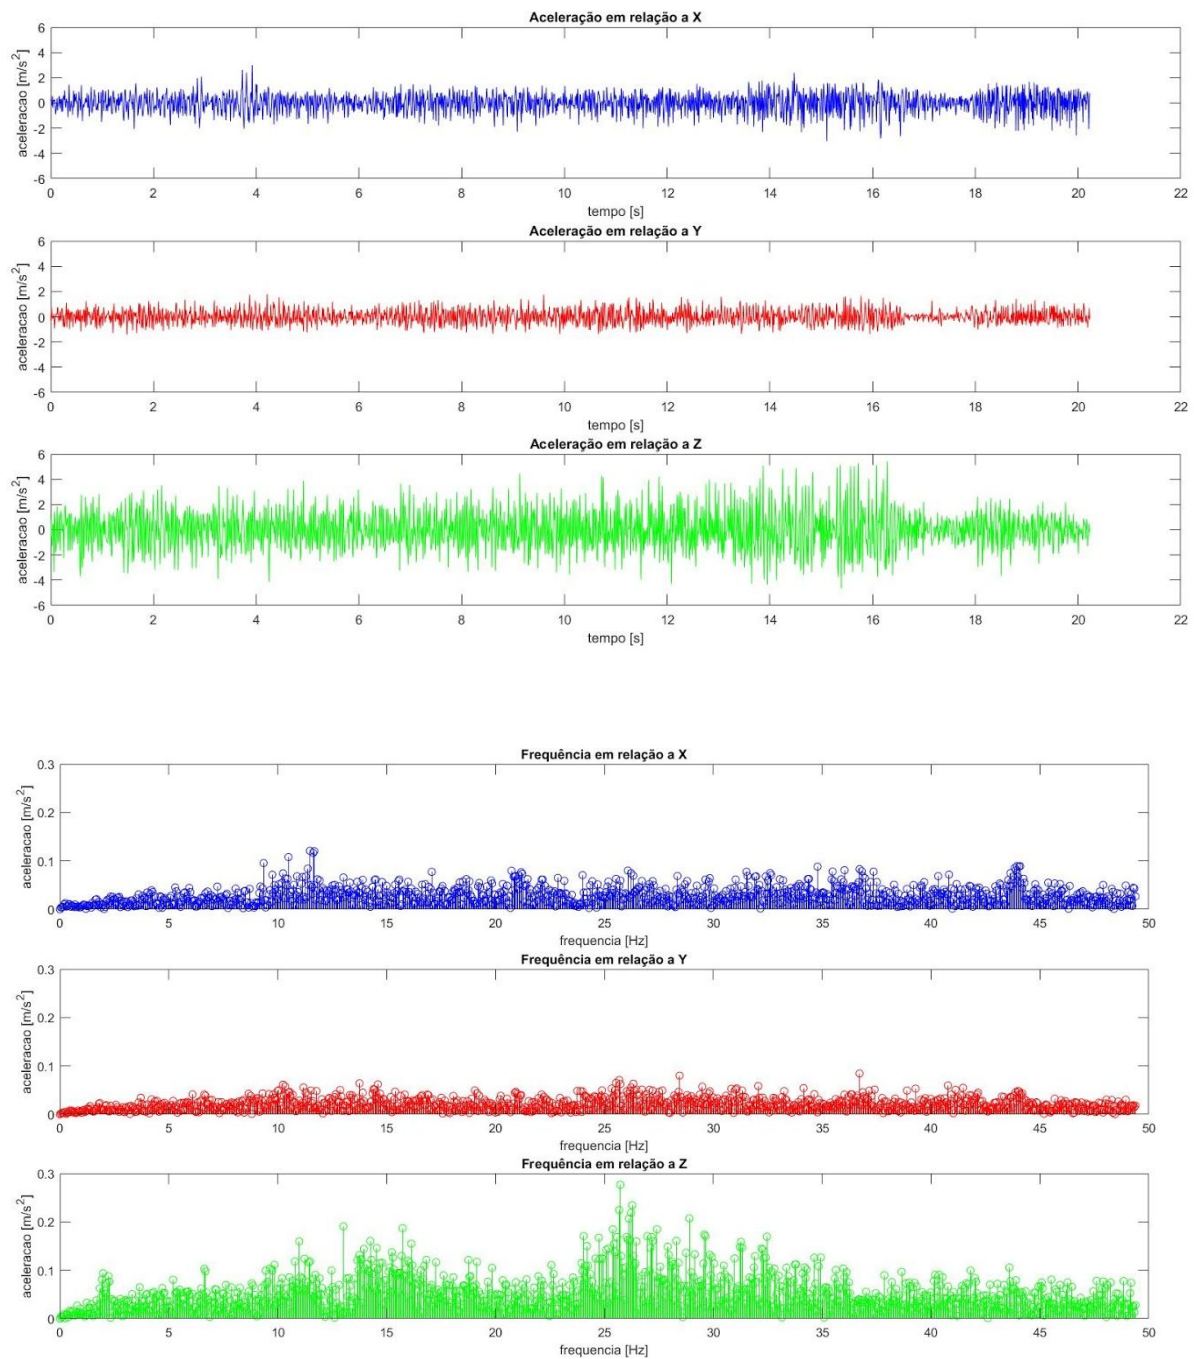 Aceleração em relação a X
6
4
2
0
-2
-4
-6
aceleracao [m/s²]
0 2 4 6 8 10 12 14 16 18 20 22
tempo [s]
Aceleração em relação a Y
6
4
2
0
-2
-4
-6
aceleracao [m/s²]
0 2 4 6 8 10 12 14 16 18 20 22
tempo [s]
Aceleração em relação a Z
6
4
2
0
-2
-4
-6
aceleracao [m/s²]
0 2 4 6 8 10 12 14 16 18 20 22
tempo [s]
Frequência em relação a X
0.3
0.2
0.1
0
aceleracao [m/s²]
0 5 10 15 20 25 30 35 40 45 50
frequencia [Hz]
Frequência em relação a Y
0.3
0.2
0.1
0
aceleracao [m/s²]
0 5 10 15 20 25 30 35 40 45 50
frequencia [Hz]
Frequência em relação a Z
0.3
0.2
0.1
0
aceleracao [m/s²]
0 5 10 15 20 25 30 35 40 45 50
frequencia [Hz]